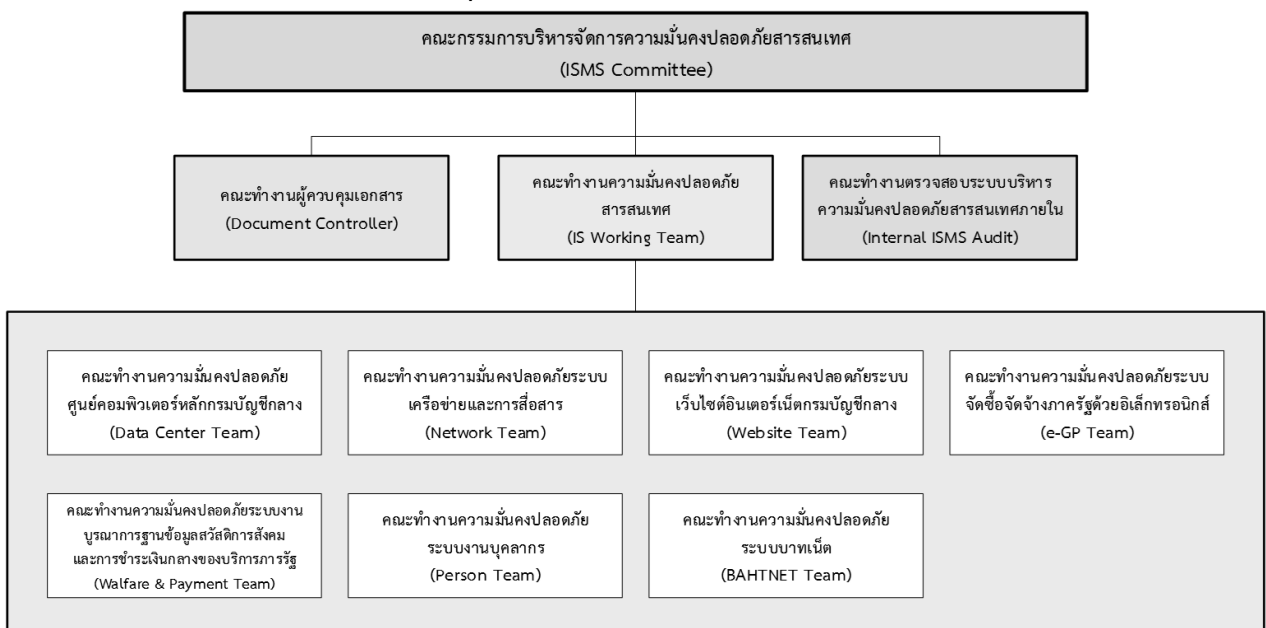 คณะกรรมการบริหารจัดการความมั่นคงปลอดภัยสารสนเทศ
(ISMS Committee)
คณะทำงานผู้ควบคุมเอกสาร
(Document Controller)
คณะทำงานความมั่นคงปลอดภัย
สารสนเทศ
(IS Working Team)
คณะทำงานตรวจสอบระบบบริหาร
ความมั่นคงปลอดภัยสารสนเทศภายใน
(Internal ISMS Audit)
คณะทำงานความมั่นคงปลอดภัย
ศูนย์คอมพิวเตอร์หลักกรมบัญชีกลาง
(Data Center Team)
คณะทำงานความมั่นคงปลอดภัยระบบ
เครือข่ายและการสื่อสาร
(Network Team)
คณะทำงานความมั่นคงปลอดภัยระบบ
เว็บไซต์อินเตอร์เน็ตกรมบัญชีกลาง
(Website Team)
คณะทำงานความมั่นคงปลอดภัยระบบ
จัดซื้อจัดจ้างภาครัฐด้วยอิเล็กทรอนิกส์
(e-GP Team)
คณะทำงานความมั่นคงปลอดภัยระบบงาน
บูรณาการฐานข้อมูลสวัสดิการสังคม
และการชำระเงินกลางของบริการภารรัฐ
(Walfare & Payment Team)
คณะทำงานความมั่นคงปลอดภัย
ระบบงานบุคลากร
(Person Team)
คณะทำงานความมั่นคงปลอดภัย
ระบบบาทเน็ต
(BAHTNET Team)